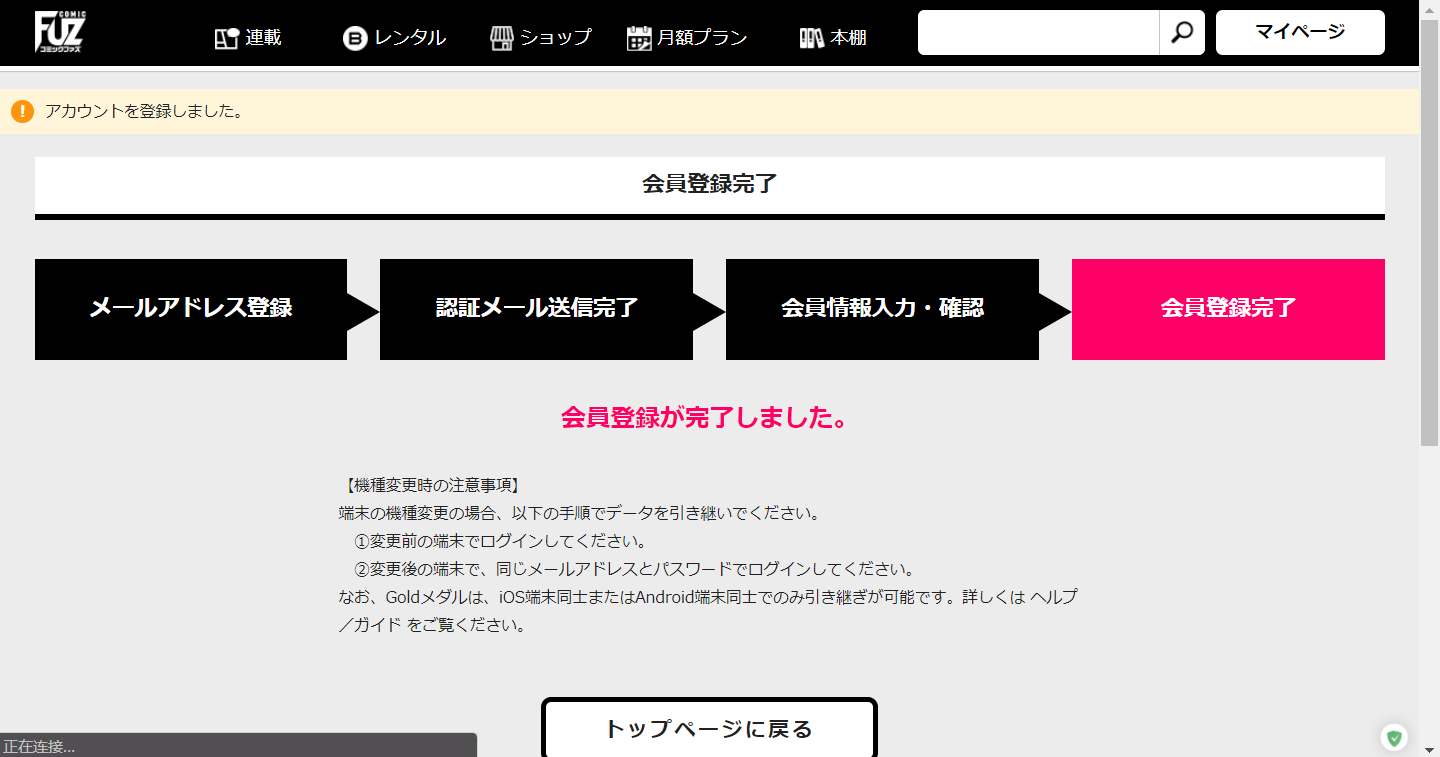 COMIC
FUZ
コミックファズ
連載
レンタル
ショップ
月額プラン
本棚
マイページ
アカウントを登録しました。
会員登録完了
メールアドレス登録
認証メール送信完了
会員情報入力・確認
会員登録完了
会員登録が完了しました。
【機種変更時の注意事項】
端末の機種変更の場合、以下の手順でデータを引き継いでください。
①変更前の端末でログインしてください。
②変更後の端末で、同じメールアドレスとパスワードでログインしてください。
なお、Goldメダルは、iOS端末同士またはAndroid端末同士でのみ引き継ぎが可能です。詳しくは ヘルプ
／ガイド をご覧ください。
トップページに戻る
正在连接...